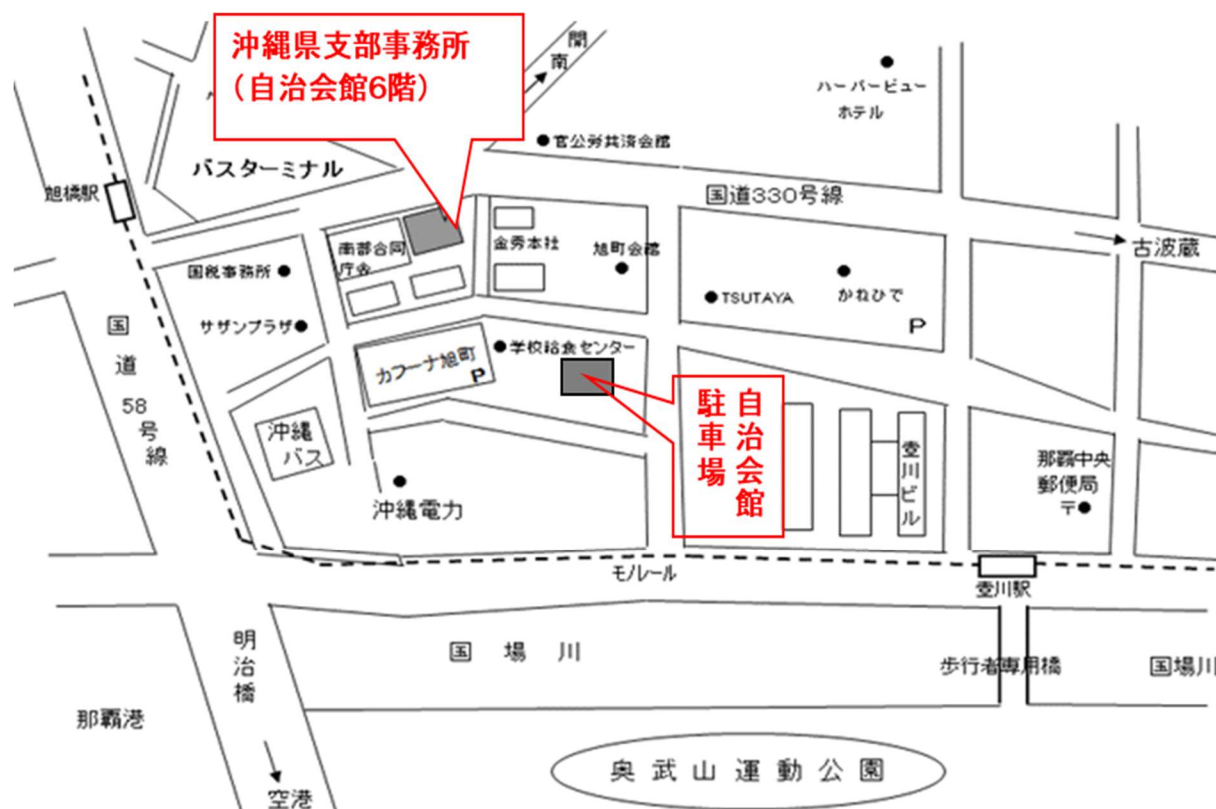 沖縄県支部事務所
（自治会館6階）
開南
ハーバービュー
ホテル
官公労共済会館
バスターミナル
旭橋駅
国道330号線
古波蔵
南部合同
庁舎
金秀本社
旭町会館
国税事務所
TSUTAYA
かねひで
P
サザンプラザ
国道58号線
学校給食センター
カフーナ旭町
P
自治会館
駐車場
沖縄
バス
壺川ビル
那覇中央
郵便局
〒
沖縄電力
モノレール
壺川駅
明治橋
国場川
歩行者専用橋
国場川
那覇港
奥武山運動公園
空港